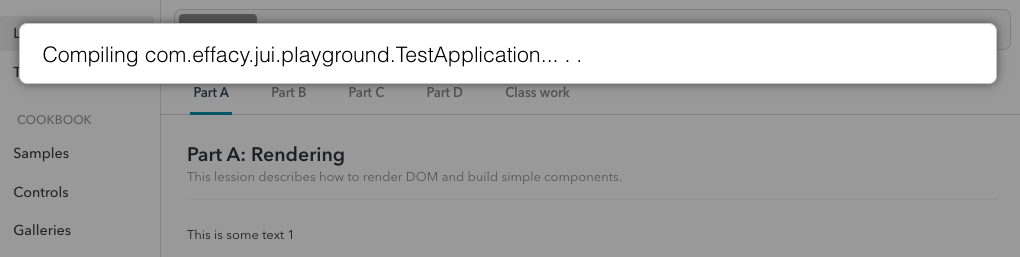 Compiling com.effacy.jui.playground.TestApplication... . .
Part A Part B Part C Part D Class work
COOKBOOK
Samples
Controls
Galleries
Part A: Rendering
This lession describes how to render DOM and build simple components.
This is some text 1